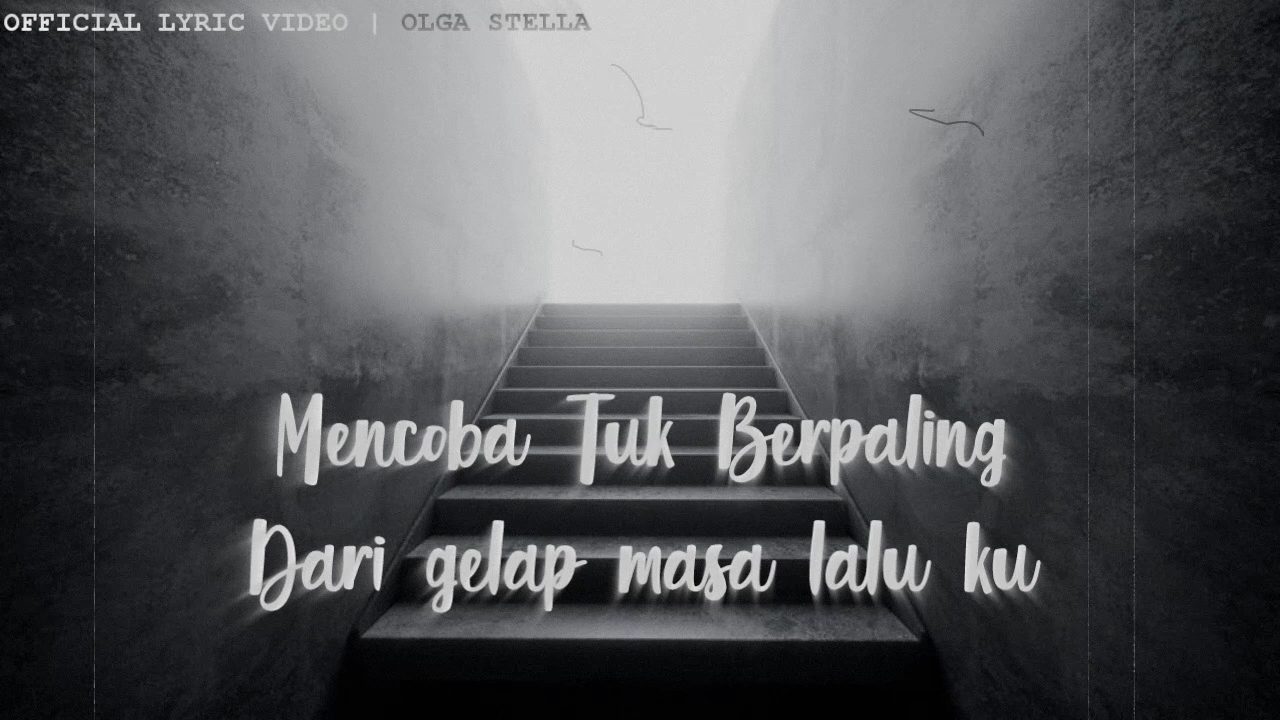 OFFICIAL LYRIC VIDEO | OLGA STELLA
Mencoba Tuk Berpaling
Dari gelap masa lalu ku